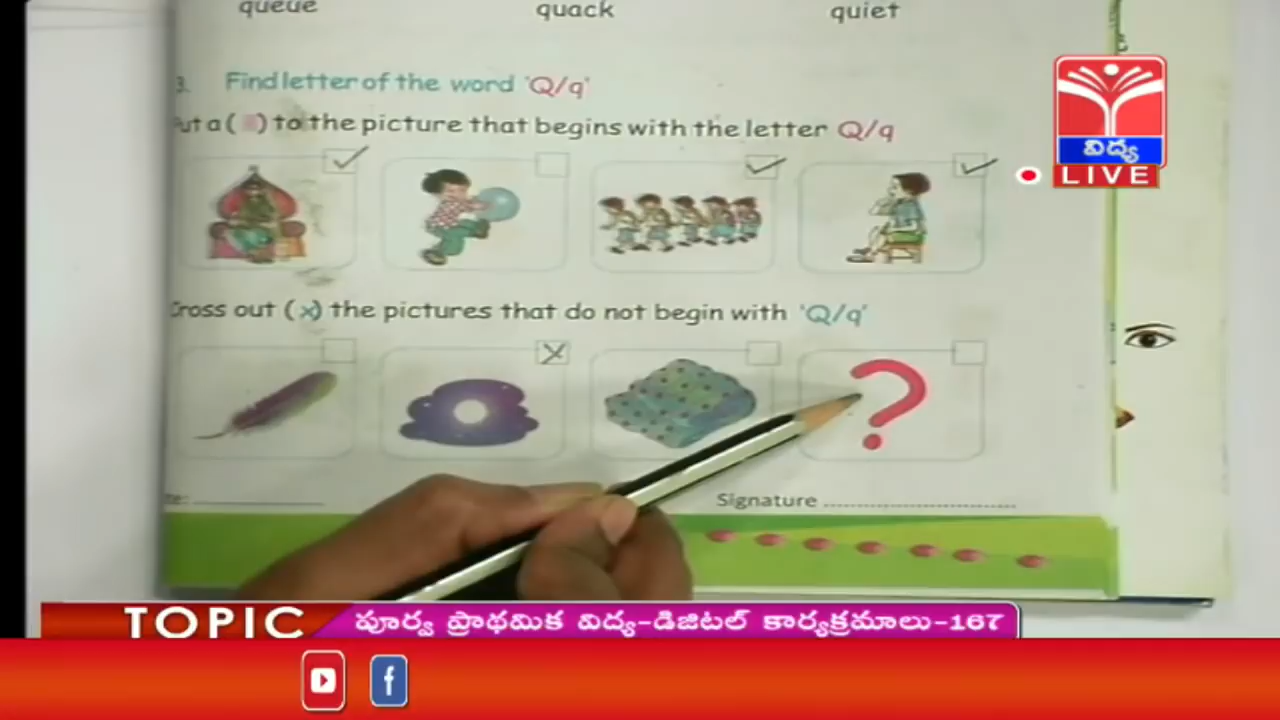 queue quack quiet
3. Find letter of the word 'Q/q'
Put a ( ) to the picture that begins with the letter Q/q
Cross out (x) the pictures that do not begin with 'Q/q'
Signature
విద్య
LIVE
TOPIC పూర్వ ప్రాథమిక విద్య-డిజిటల్ కార్యక్రమాలు-167